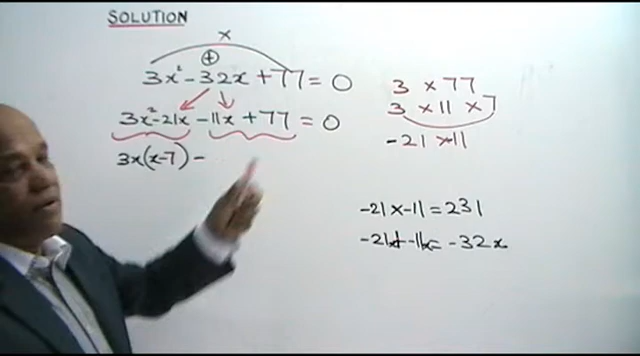 SOLUTION
x
+
3x² - 32x + 77 = 0
3x² - 21x - 11x + 77 = 0
3x(x-7) -
3 x 77
3 x 11 x 7
-21 x -11
-21 x -11 = 231
-21x + -11x = -32x